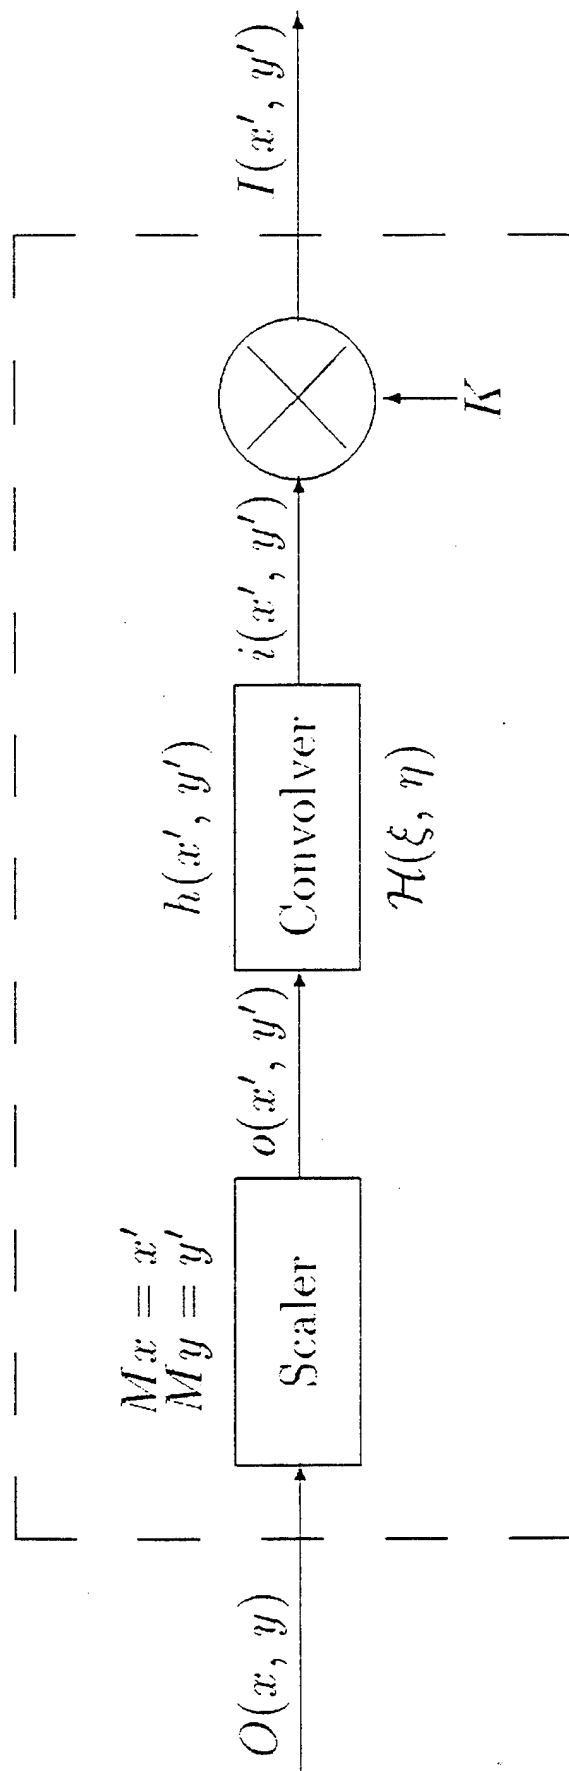 O(x, y)
Mx = x′
My = y′
Scaler
o(x′, y′)
h(x′, y′)
Convolver
ℋ(ξ, η)
i(x′, y′)
K
I(x′, y′)